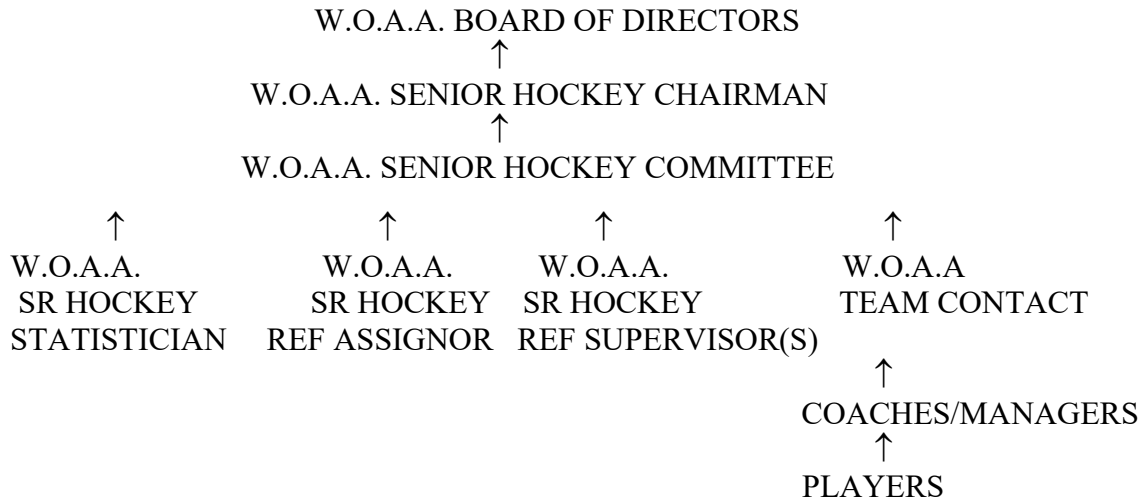 W.O.A.A. BOARD OF DIRECTORS
↑
W.O.A.A. SENIOR HOCKEY CHAIRMAN
↑
W.O.A.A. SENIOR HOCKEY COMMITTEE
↑ ↑ ↑ ↑
W.O.A.A. W.O.A.A. W.O.A.A. W.O.A.A
SR HOCKEY SR HOCKEY SR HOCKEY TEAM CONTACT
STATISTICIAN REF ASSIGNOR REF SUPERVISOR(S)
↑
COACHES/MANAGERS
↑
PLAYERS